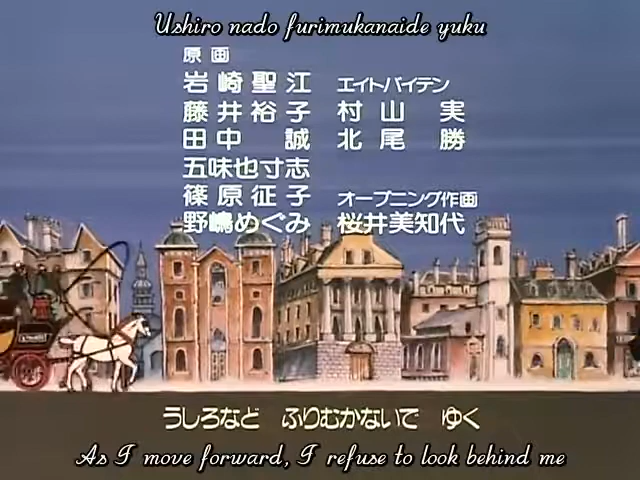 Ushiro nado furimukanaide yuku
原画
岩崎聖江 エイトバイテン
藤井裕子 村山 実
田中 誠 北尾 勝
五味也寸志
篠原征子 オープニング作画
野嶋めぐみ 桜井美知代
うしろなど ふりむかないで ゆく
As I move forward, I refuse to look behind me